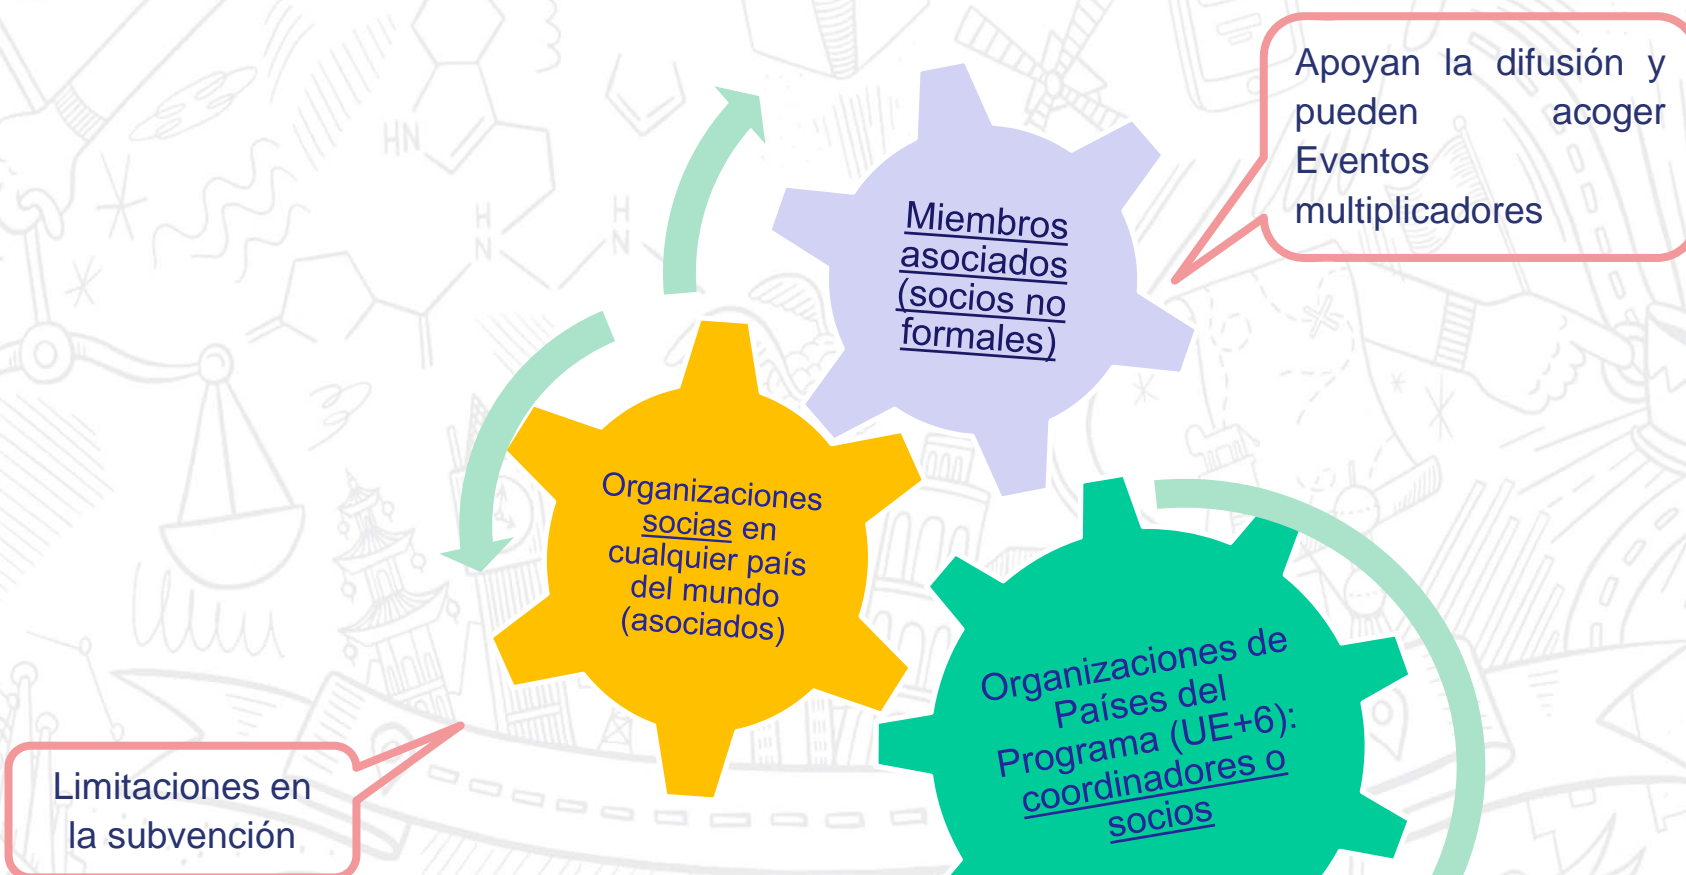 Apoyan la difusión y
pueden acoger
Eventos
multiplicadores
Miembros
asociados
(socios no
formales)
Organizaciones
socias en
cualquier país
del mundo
(asociados)
Organizaciones de
Países del
Programa (UE+6):
coordinadores o
socios
Limitaciones en
la subvención
HN
H
N
H
N